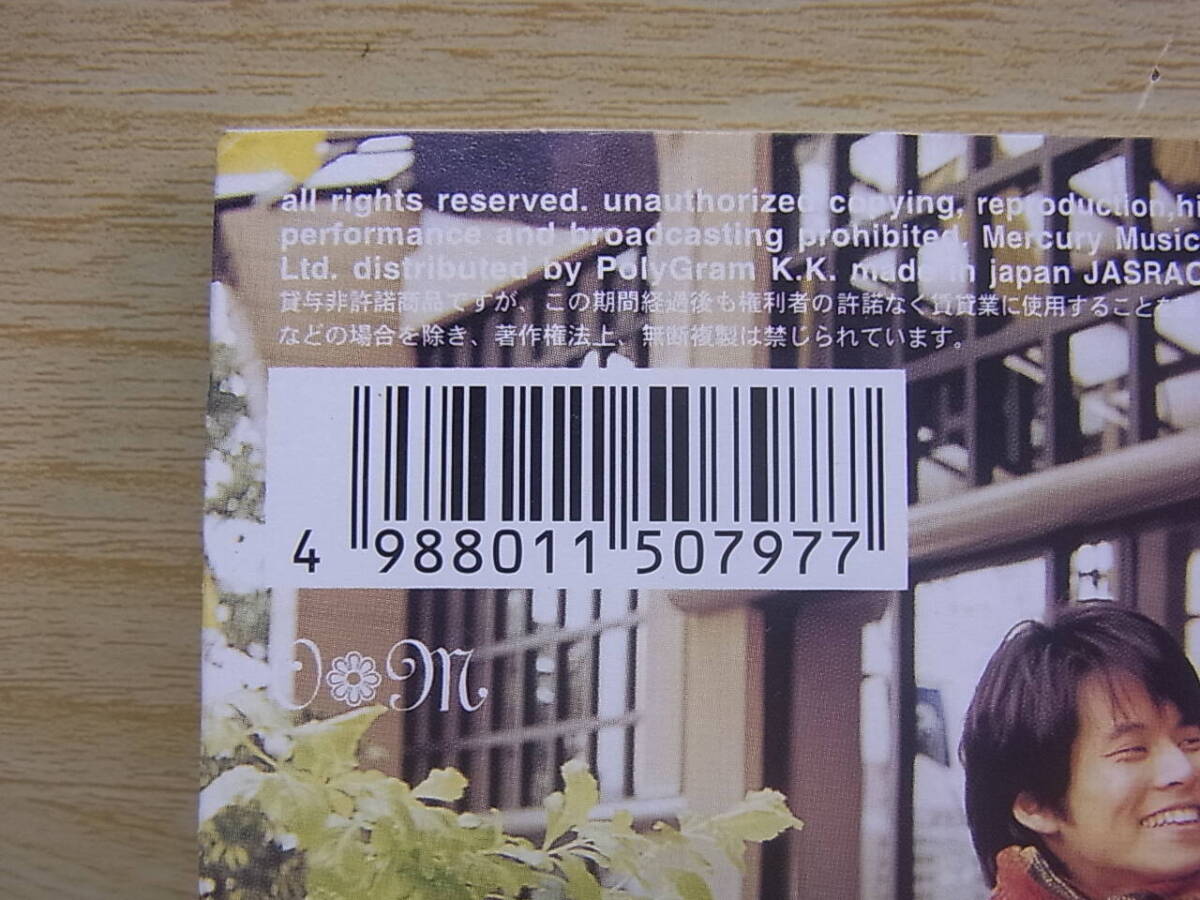 all rights reserved. unauthorized copying, reproduction,hi
performance and broadcasting prohibited. Mercury Music
Ltd. distributed by PolyGram K.K. made in japan JASRAC
貸与非許諾商品ですが、この期間経過後も権利者の許諾なく賃貸業に使用することを
などの場合を除き、著作権法上、無断複製は禁じられています。
4 988011 507977
M